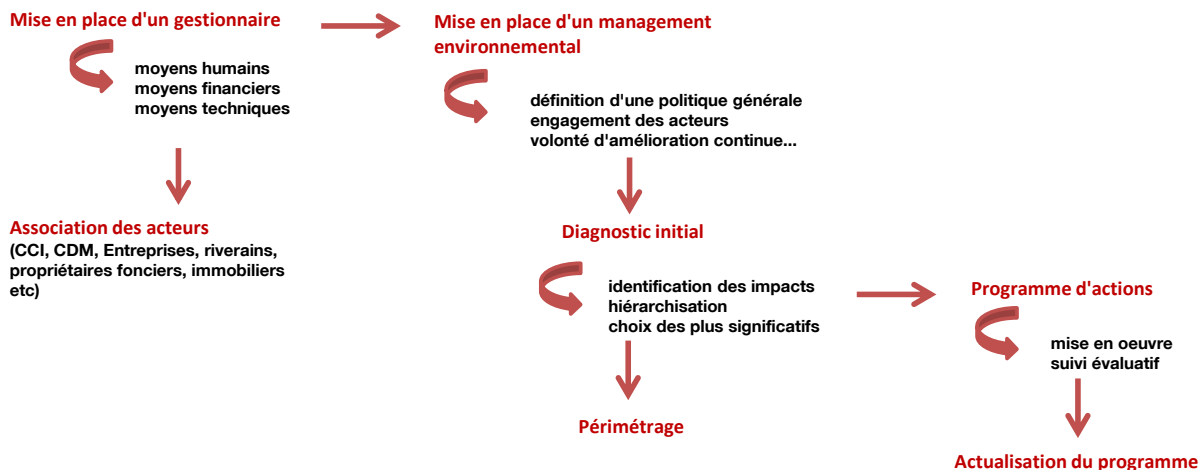 Mise en place d'un gestionnaire
moyens humains
moyens financiers
moyens techniques
Association des acteurs
(CCI, CDM, Entreprises, riverains,
propriétaires fonciers, immobiliers
etc)
Mise en place d'un management
environnemental
définition d'une politique générale
engagement des acteurs
volonté d'amélioration continue...
Diagnostic initial
identification des impacts
hiérarchisation
choix des plus significatifs
Périmétrage
Programme d'actions
mise en oeuvre
suivi évaluatif
Actualisation du programme